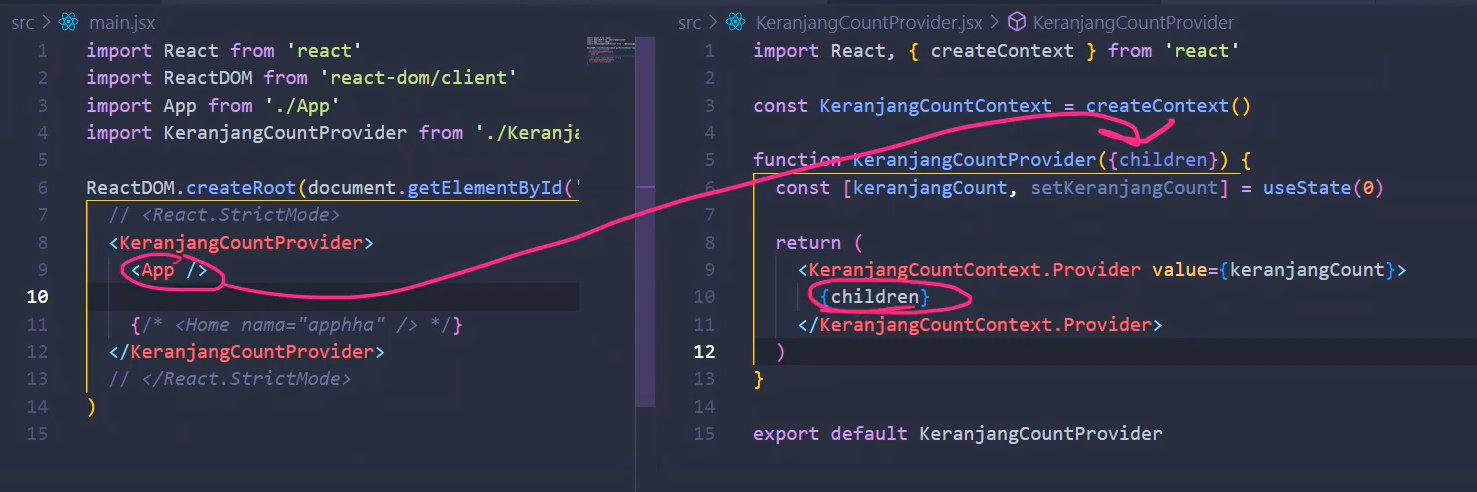 src > main.jsx
1 import React from 'react'
2 import ReactDOM from 'react-dom/client'
3 import App from './App'
4 import KeranjangCountProvider from './Keranja
5
6 ReactDOM.createRoot(document.getElementById('
7 // <React.StrictMode>
8 <KeranjangCountProvider>
9 <App />
10
11 {/* <Home nama="apphha" /> */}
12 </KeranjangCountProvider>
13 // </React.StrictMode>
14 )
15
src > KeranjangCountProvider.jsx > KeranjangCountProvider
1 import React, { createContext } from 'react'
2
3 const KeranjangCountContext = createContext()
4
5 function KeranjangCountProvider({children}) {
6 const [keranjangCount, setKeranjangCount] = useState(0)
7
8 return (
9 <KeranjangCountContext.Provider value={keranjangCount}>
10 {children}
11 </KeranjangCountContext.Provider>
12 )
13 }
14
15 export default KeranjangCountProvider